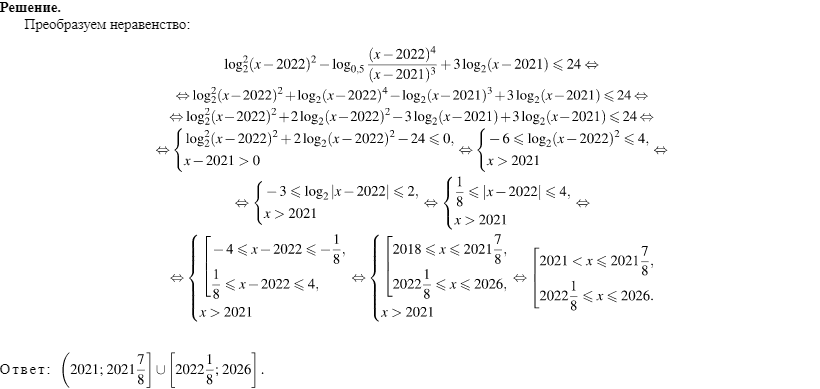 Решение.
Преобразуем неравенство:
log₂²(x − 2022)² − log₀,₅ (x − 2022)⁴/(x − 2021)³ + 3 log₂(x − 2021) ⩽ 24 ⇔
⇔ log₂²(x − 2022)² + log₂(x − 2022)⁴ − log₂(x − 2021)³ + 3 log₂(x − 2021) ⩽ 24 ⇔
⇔ log₂²(x − 2022)² + 2 log₂(x − 2022)² − 3 log₂(x − 2021) + 3 log₂(x − 2021) ⩽ 24 ⇔
⇔ { log₂²(x − 2022)² + 2 log₂(x − 2022)² − 24 ⩽ 0, x − 2021 > 0 ⇔ { − 6 ⩽ log₂(x − 2022)² ⩽ 4, x > 2021 ⇔
⇔ { − 3 ⩽ log₂|x − 2022| ⩽ 2, x > 2021 ⇔ { 1/8 ⩽ |x − 2022| ⩽ 4, x > 2021 ⇔
⇔ { [ − 4 ⩽ x − 2022 ⩽ − 1/8, 1/8 ⩽ x − 2022 ⩽ 4, x > 2021 ⇔ { [ 2018 ⩽ x ⩽ 2021 7/8, 2022 1/8 ⩽ x ⩽ 2026, x > 2021 ⇔ [ 2021 < x ⩽ 2021 7/8, 2022 1/8 ⩽ x ⩽ 2026.
Ответ: (2021; 2021 7/8] ∪ [2022 1/8; 2026].